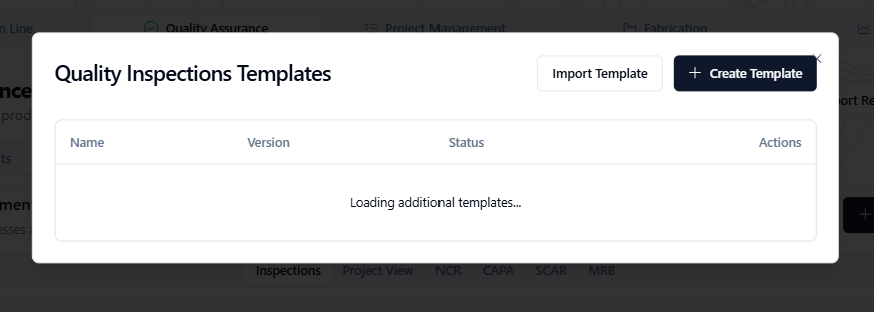 n Line Quality Assurance Project Management Fabrication
Quality Inspections Templates Import Template + Create Template ×
nce ort Re
prod
Name Version Status Actions
rts
Loading additional templates...
men +
esses a
Inspections Project View NCR CAPA SCAR MRB